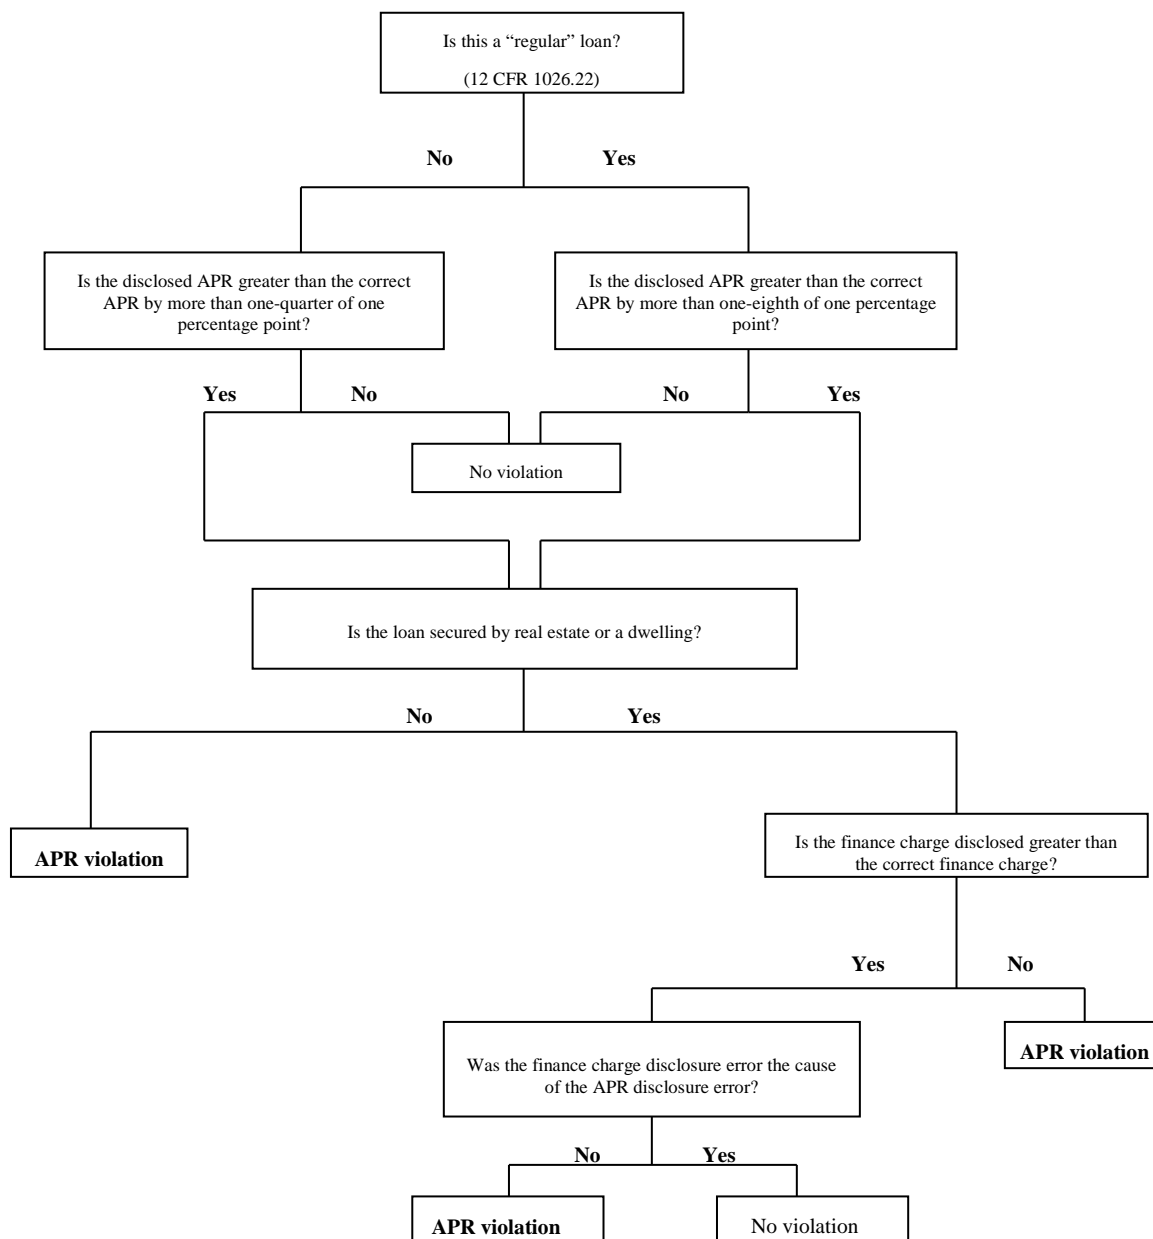 Is this a “regular” loan?
(12 CFR 1026.22)
No
Yes
Is the disclosed APR greater than the correct
APR by more than one-quarter of one
percentage point?
Is the disclosed APR greater than the correct
APR by more than one-eighth of one percentage
point?
Yes
No
No
Yes
No violation
Is the loan secured by real estate or a dwelling?
No
Yes
APR violation
Is the finance charge disclosed greater than
the correct finance charge?
Yes
No
Was the finance charge disclosure error the cause
of the APR disclosure error?
APR violation
No
Yes
APR violation
No violation